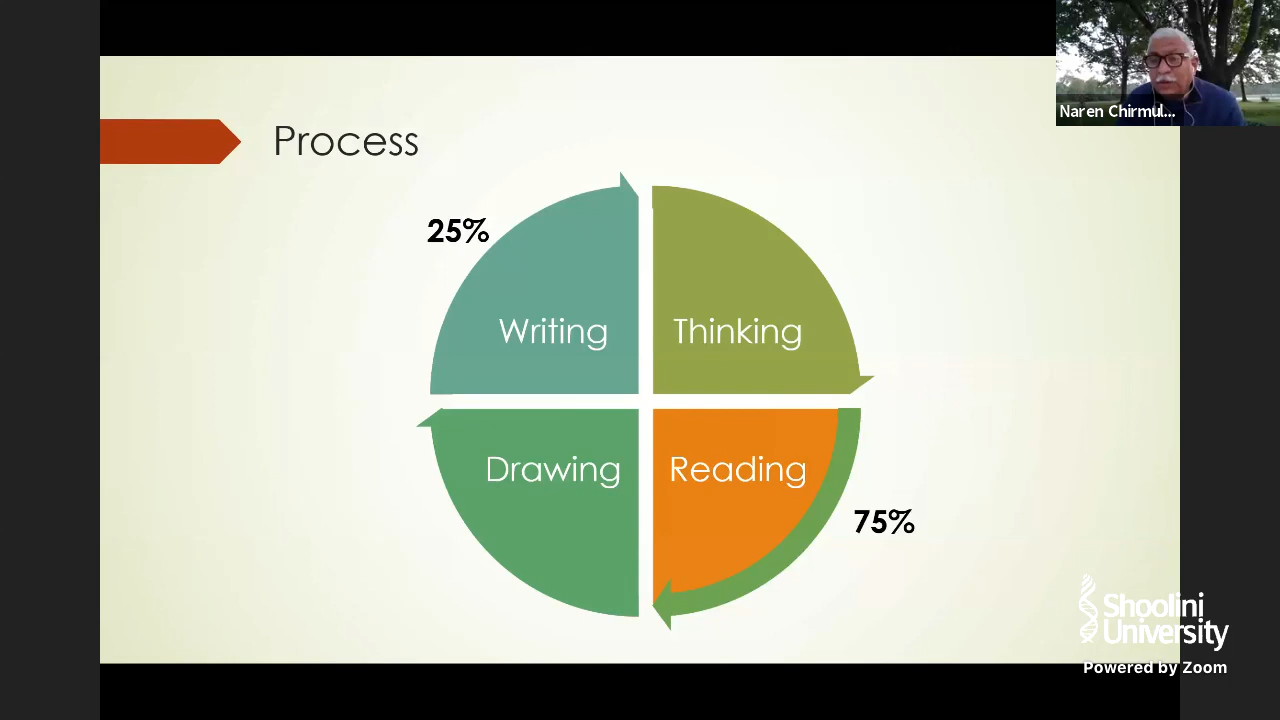 Naren Chirmul...
Process
25%
Writing
Thinking
Drawing
Reading
75%
Shoolini
University
Powered by Zoom